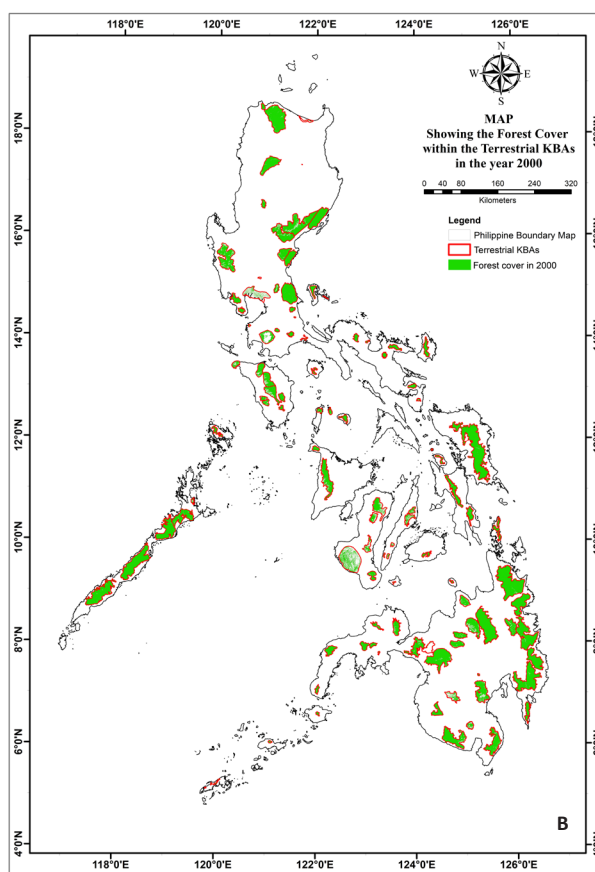 118°0'E 120°0'E 122°0'E 124°0'E 126°0'E
N
W E
S
MAP
Showing the Forest Cover
within the Terrestrial KBAs
in the year 2000
0 40 80 160 240 320
Kilometers
Legend
Philippine Boundary Map
Terrestrial KBAs
Forest cover in 2000
18°0'N
16°0'N
14°0'N
12°0'N
10°0'N
8°0'N
6°0'N
4°0'N
B
118°0'E 120°0'E 122°0'E 124°0'E 126°0'E